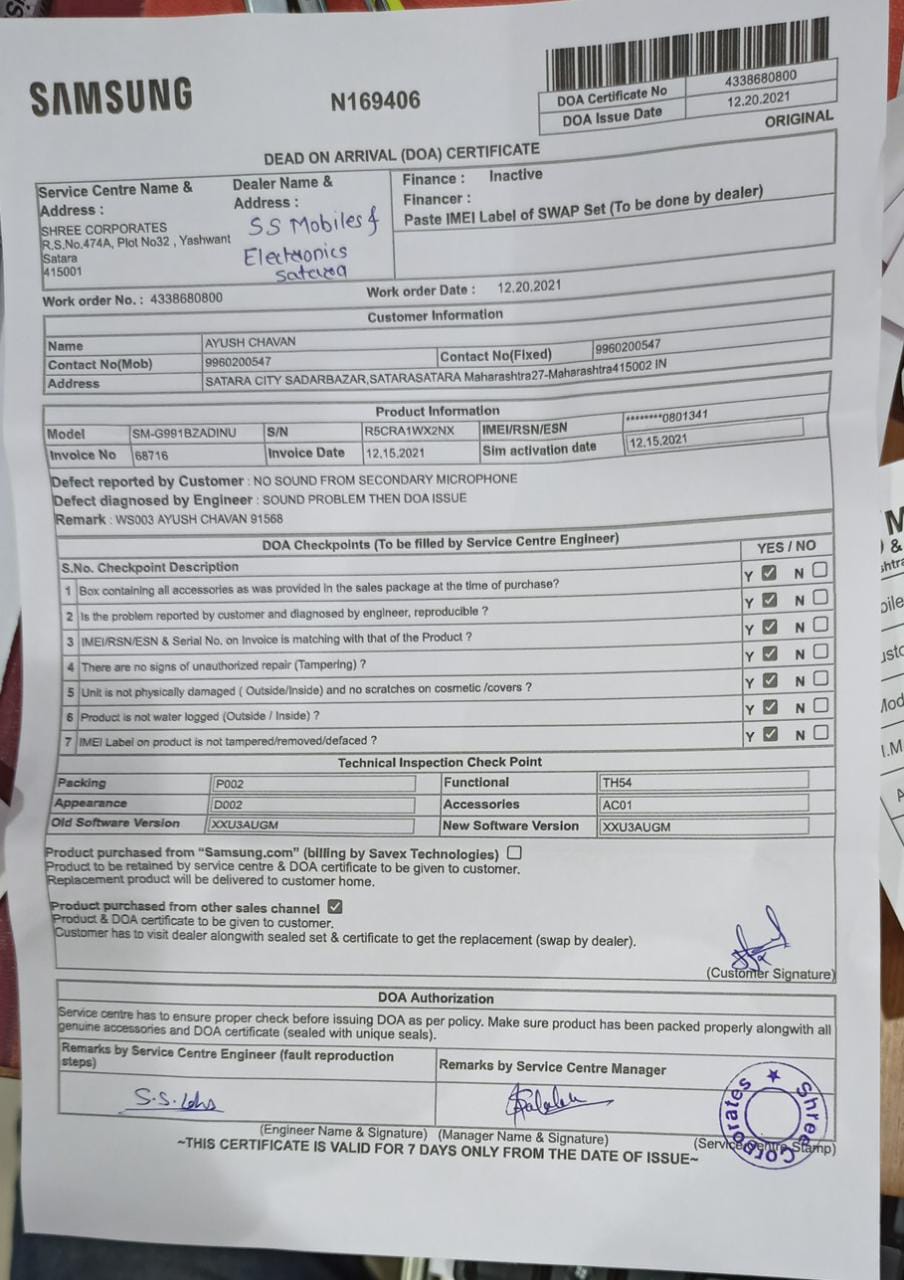 SAMSUNG
N169406
DOA Certificate No 4338680800
DOA Issue Date 12.20.2021
ORIGINAL
DEAD ON ARRIVAL (DOA) CERTIFICATE
Service Centre Name &
Address :
SHREE CORPORATES
R.S.No.474A, Plot No32 , Yashwant
Satara
415001
Dealer Name &
Address :
SS Mobiles &
Electronics
satara
Finance : Inactive
Financer :
Paste IMEI Label of SWAP Set (To be done by dealer)
Work order No. : 4338680800 Work order Date : 12.20.2021
Customer Information
Name AYUSH CHAVAN
Contact No(Mob) 9960200547 Contact No(Fixed) 9960200547
Address SATARA CITY SADARBAZAR,SATARASATARA Maharashtra27-Maharashtra415002 IN
Product Information
Model SM-G991BZADINU S/N R5CRA1WX2NX IMEI/RSN/ESN ********0801341
Invoice No 68716 Invoice Date 12.15.2021 Sim activation date 12.15.2021
Defect reported by Customer : NO SOUND FROM SECONDARY MICROPHONE
Defect diagnosed by Engineer : SOUND PROBLEM THEN DOA ISSUE
Remark : WS003 AYUSH CHAVAN 91568
DOA Checkpoints (To be filled by Service Centre Engineer) YES / NO
S.No. Checkpoint Description
1 Box containing all accessories as was provided in the sales package at the time of purchase? Y N
2 Is the problem reported by customer and diagnosed by engineer, reproducible ? Y N
3 IMEI/RSN/ESN & Serial No. on Invoice is matching with that of the Product ? Y N
4 There are no signs of unauthorized repair (Tampering) ? Y N
5 Unit is not physically damaged ( Outside/Inside) and no scratches on cosmetic /covers ? Y N
6 Product is not water logged (Outside / Inside) ? Y N
7 IMEI Label on product is not tampered/removed/defaced ? Y N
Technical Inspection Check Point
Packing P002 Functional TH54
Appearance D002 Accessories AC01
Old Software Version XXU3AUGM New Software Version XXU3AUGM
Product purchased from “Samsung.com” (billing by Savex Technologies)
Product to be retained by service centre & DOA certificate to be given to customer.
Replacement product will be delivered to customer home.
Product purchased from other sales channel
Product & DOA certificate to be given to customer.
Customer has to visit dealer alongwith sealed set & certificate to get the replacement (swap by dealer).
(Customer Signature)
DOA Authorization
Service centre has to ensure proper check before issuing DOA as per policy. Make sure product has been packed properly alongwith all
genuine accessories and DOA certificate (sealed with unique seals).
Remarks by Service Centre Engineer (fault reproduction
steps)
Remarks by Service Centre Manager
(Engineer Name & Signature) (Manager Name & Signature) (Service Centre Stamp)
Shree Corporates
~THIS CERTIFICATE IS VALID FOR 7 DAYS ONLY FROM THE DATE OF ISSUE~